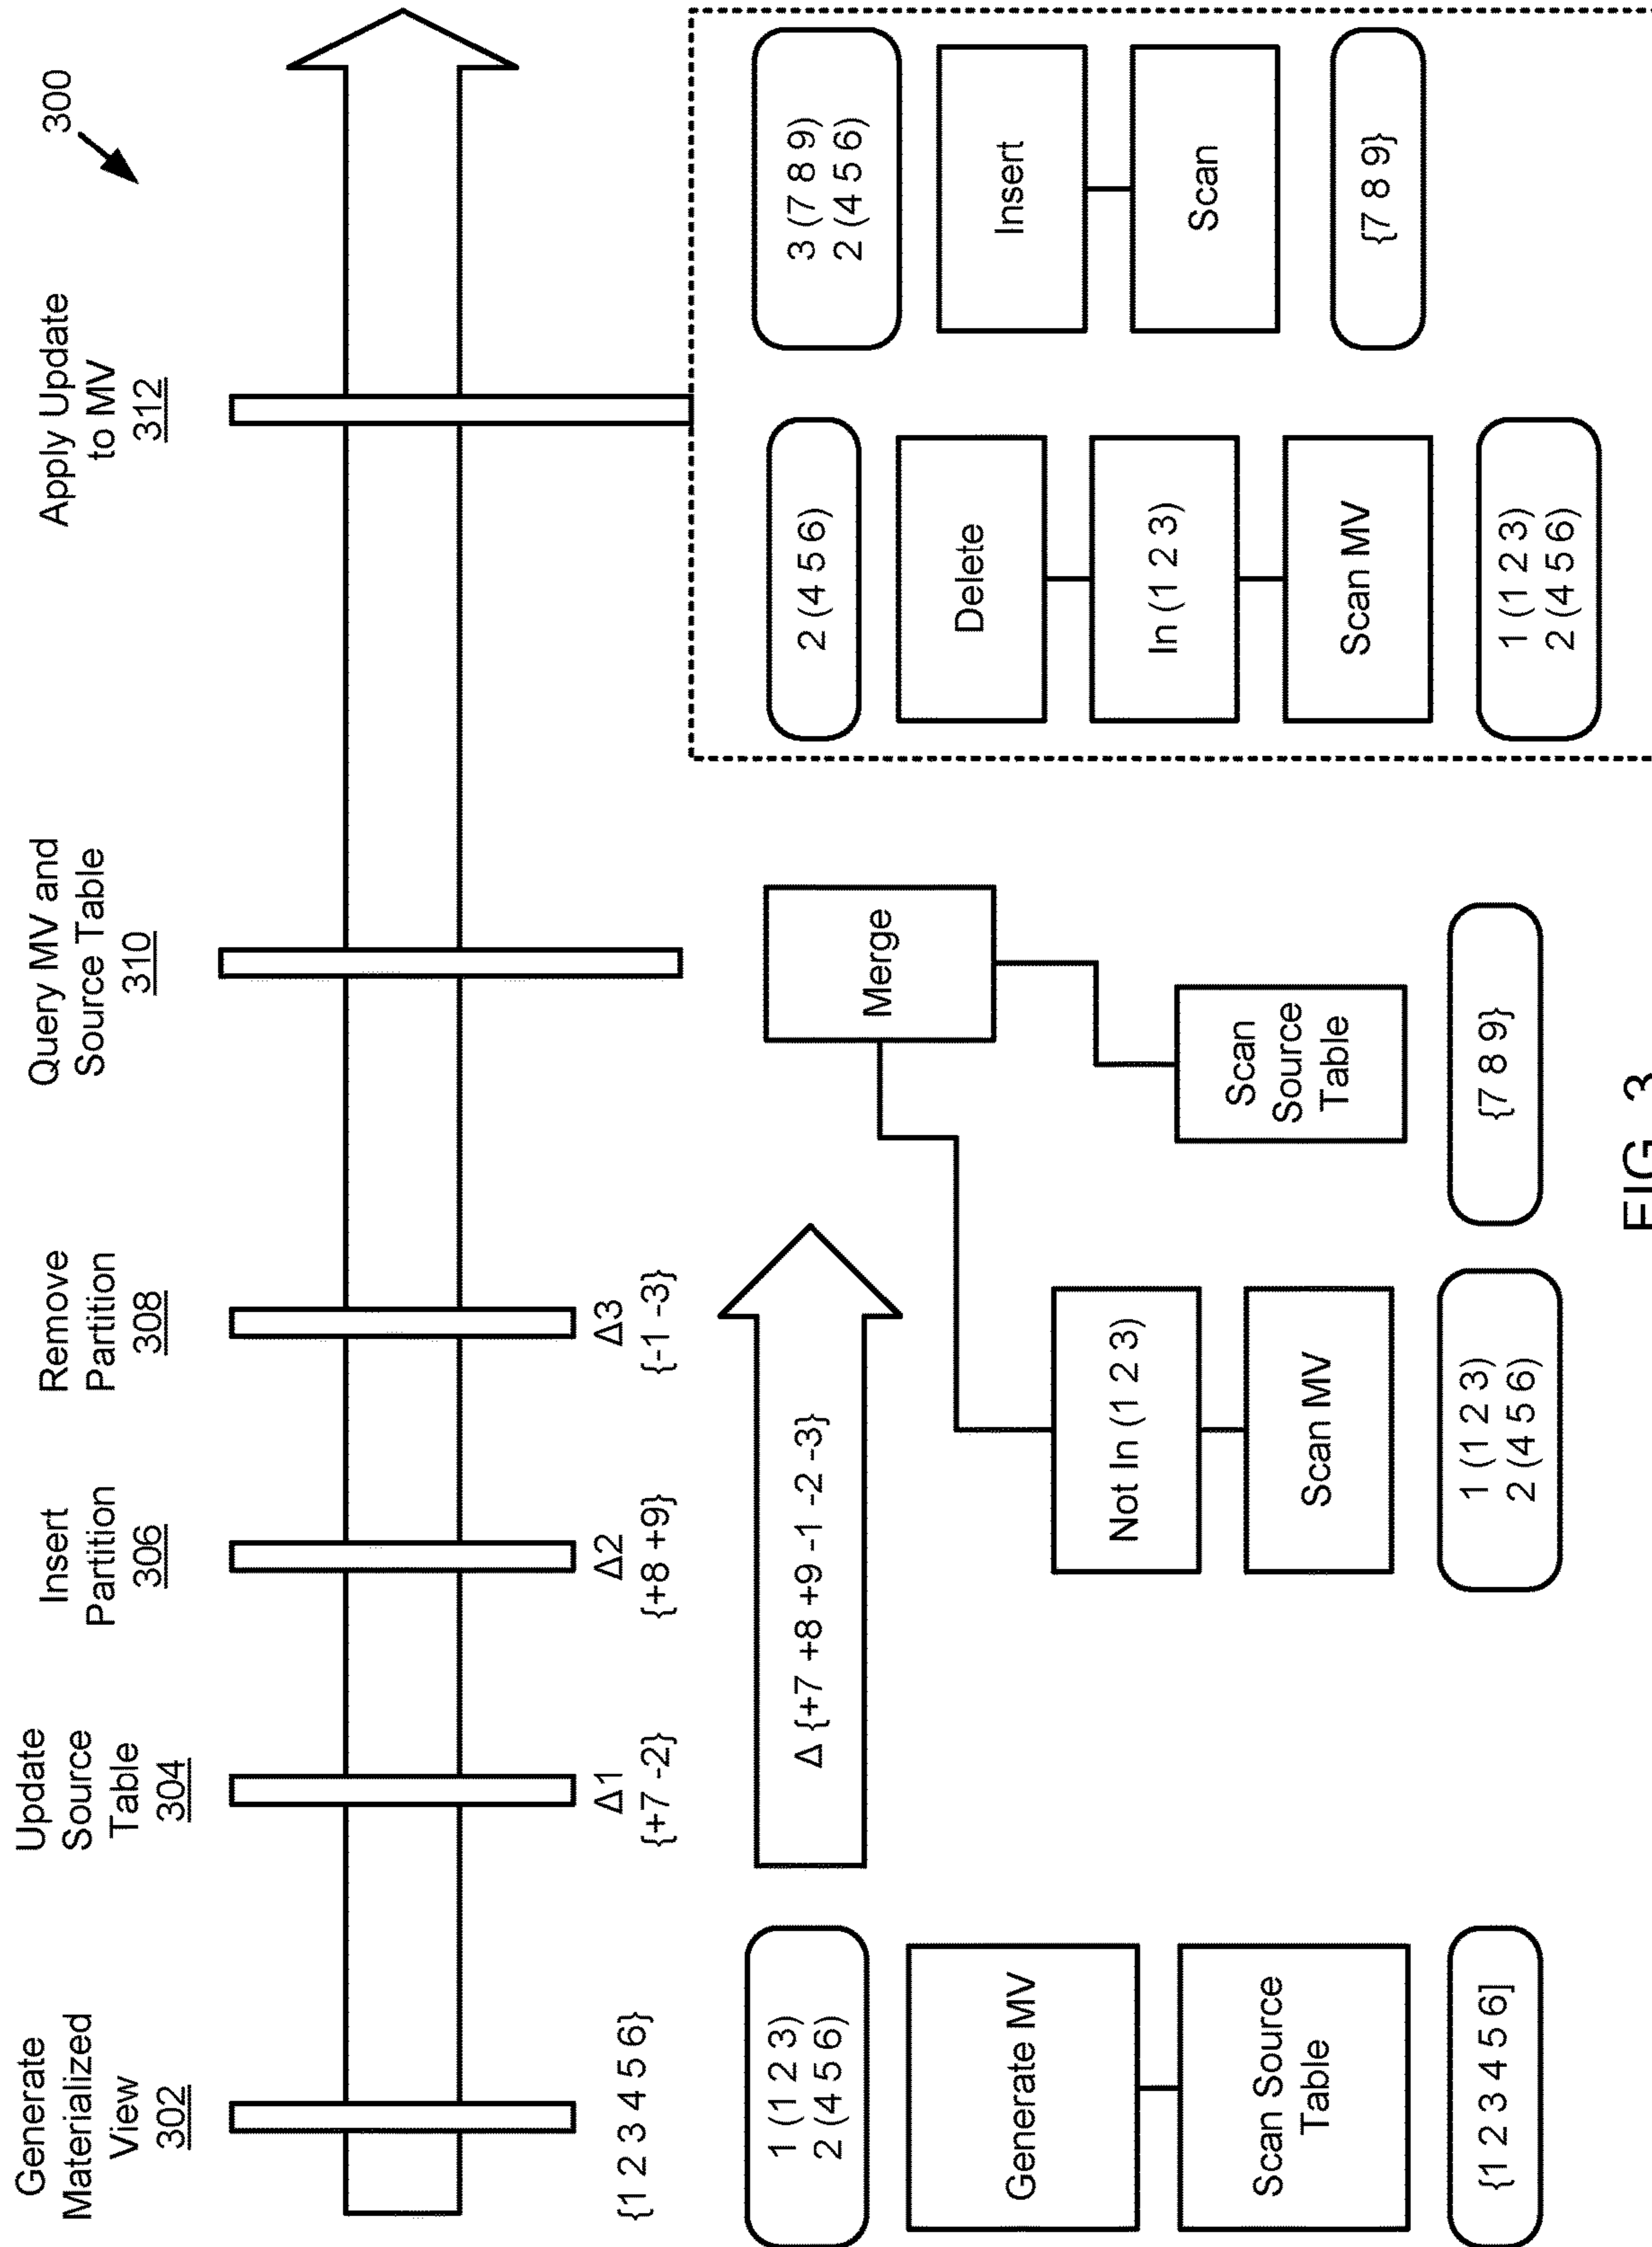 300
Generate
Materialized
View
302
Update
Source
Table
304
Insert
Partition
306
Remove
Partition
308
Query MV and
Source Table
310
Apply Update
to MV
312
{1 2 3 4 5 6}
Δ1
{+7 -2}
Δ2
{+8 +9}
Δ3
{-1 -3}
Δ {+7 +8 +9 -1 -2 -3}
1 (1 2 3)
2 (4 5 6)
Generate MV
Scan Source
Table
{1 2 3 4 5 6]
Merge
Not In (1 2 3)
Scan MV
1 (1 2 3)
2 (4 5 6)
Scan
Source
Table
{7 8 9}
2 (4 5 6)
Delete
In (1 2 3)
Scan MV
1 (1 2 3)
2 (4 5 6)
3 (7 8 9)
2 (4 5 6)
Insert
Scan
{7 8 9}
FIG. 3